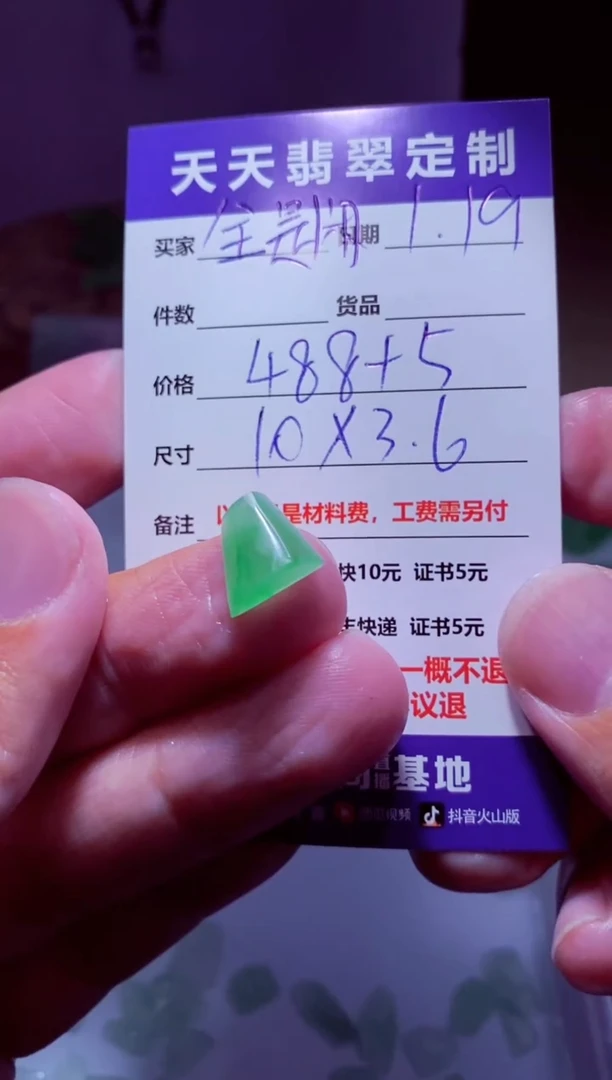 天天翡翠定制
买家 全 日期 1.19
件数 货品
价格 488+5
尺寸 10X3.6
备注 是材料费，工费需另付
快10元 证书5元
快递 证书5元
一概不退
议退
播基地
视频 抖音火山版